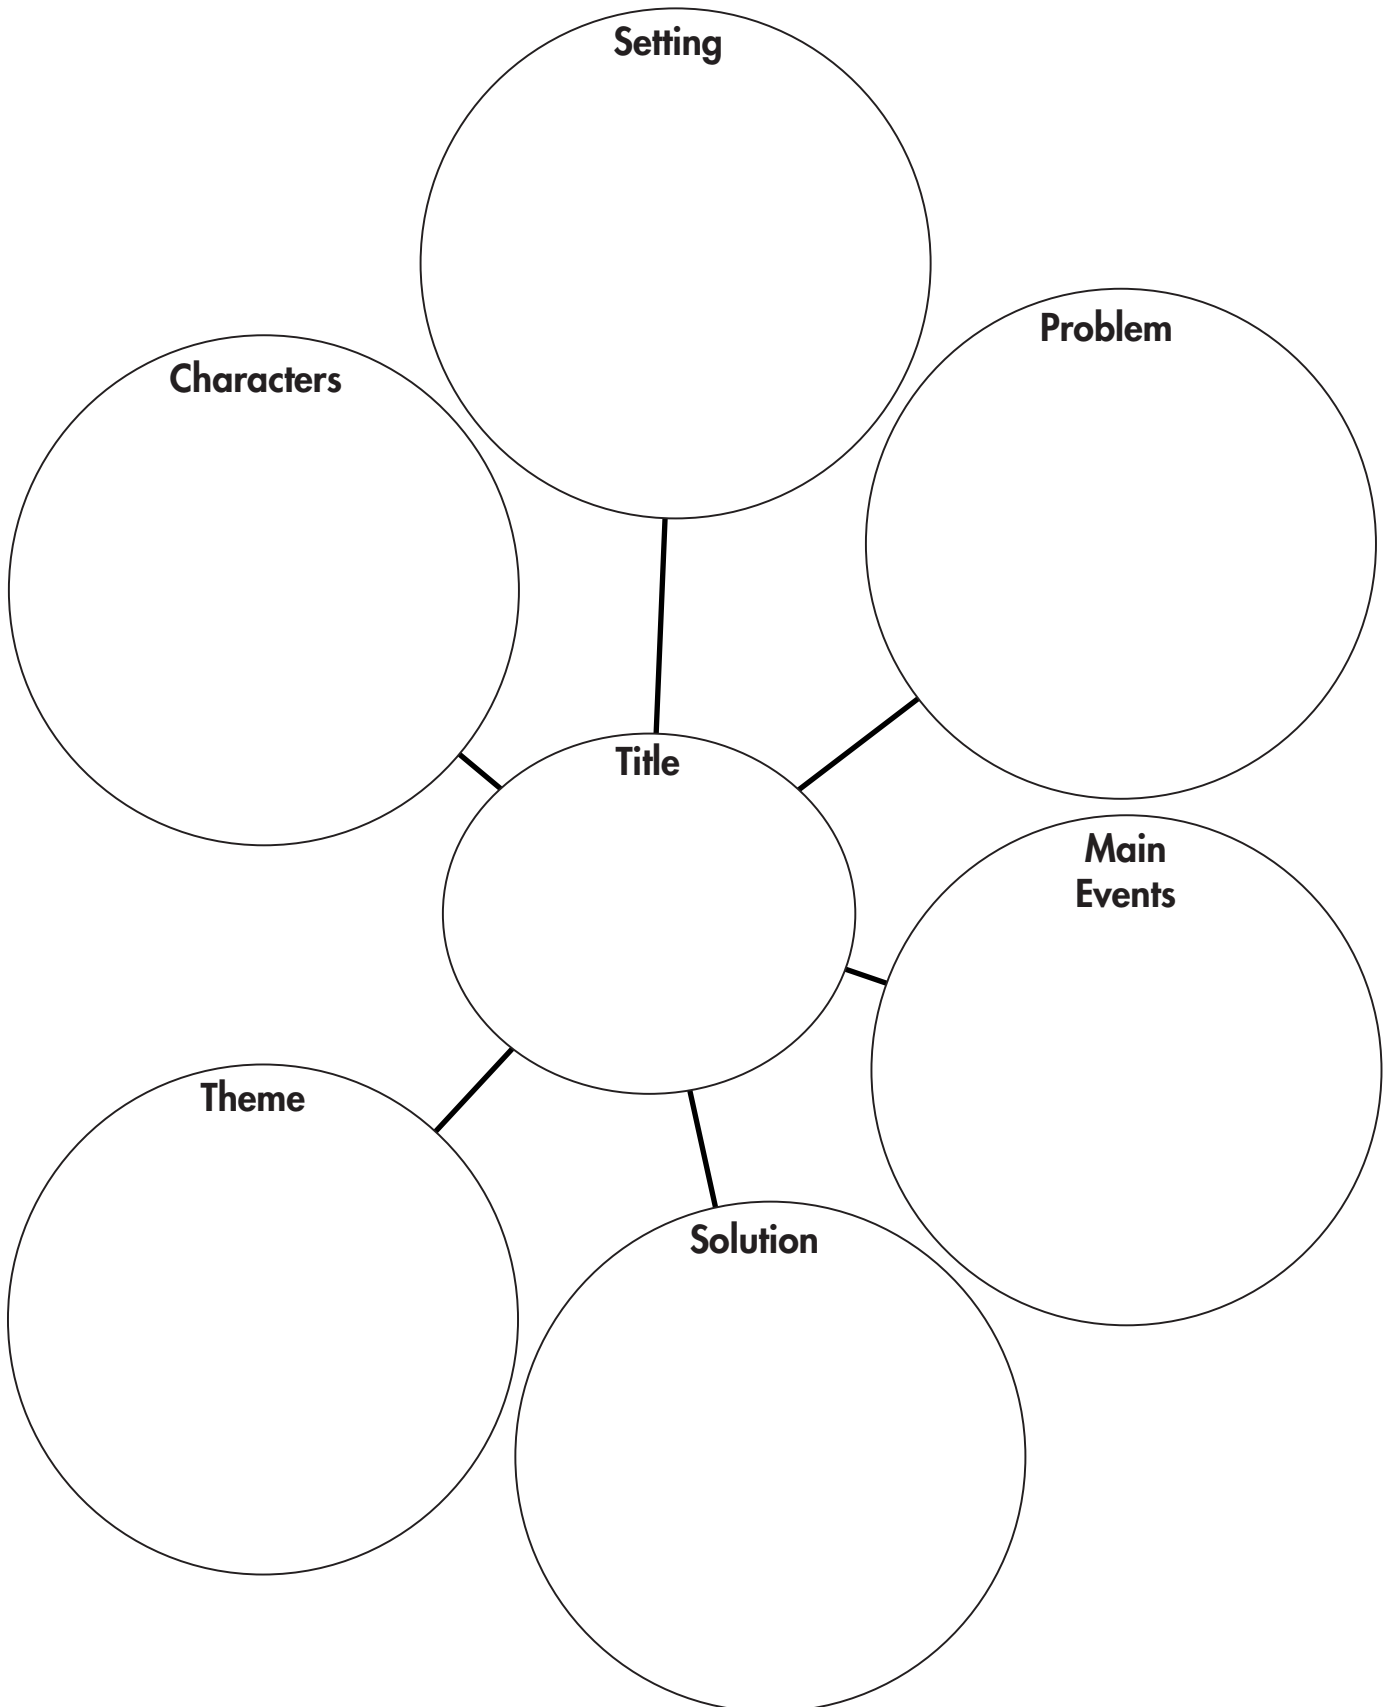 Setting
Problem
Characters
Title
Main
Events
Theme
Solution